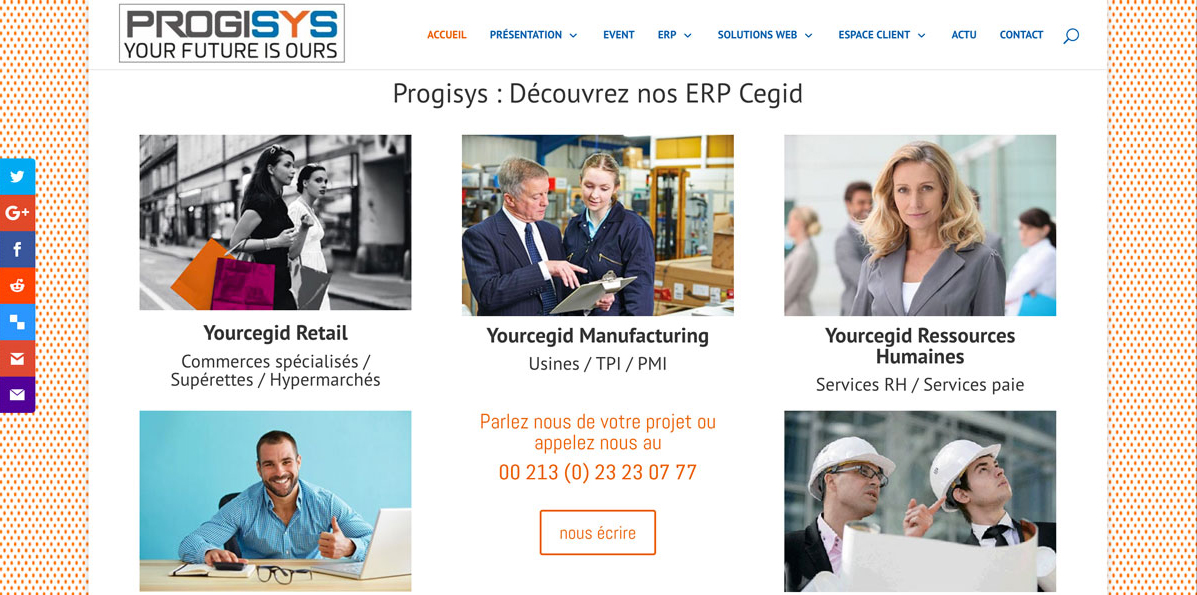 PROGISYS
YOUR FUTURE IS OURS
ACCUEIL
PRÉSENTATION
EVENT
ERP
SOLUTIONS WEB
ESPACE CLIENT
ACTU
CONTACT
Progisys : Découvrez nos ERP Cegid
G+
f
Yourcegid Retail
Commerces spécialisés /
Supérettes / Hypermarchés
Yourcegid Manufacturing
Usines / TPI / PMI
Yourcegid Ressources
Humaines
Services RH / Services paie
Parlez nous de votre projet ou
appelez nous au
00 213 (0) 23 23 07 77
nous écrire